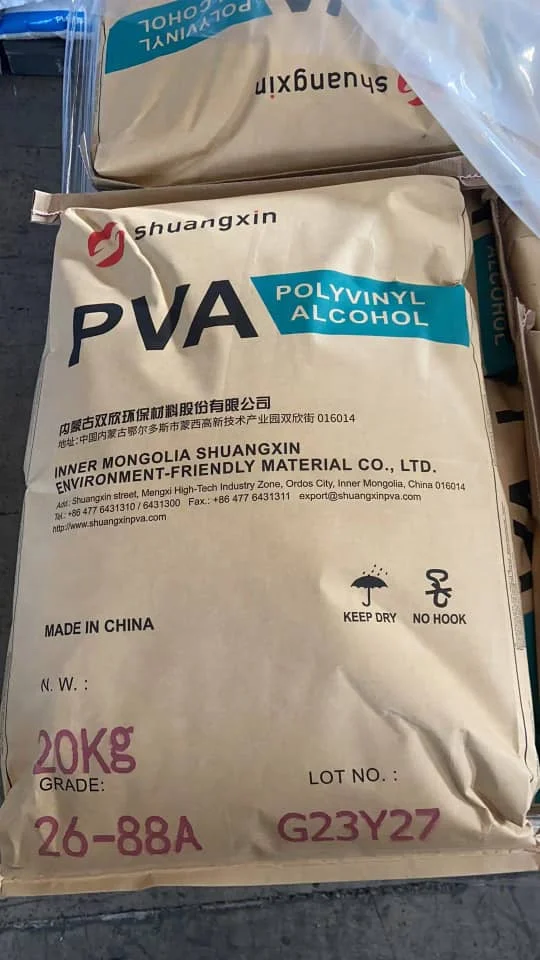 POLYVINYL
ALCOHOL
PVA
shuangxin
shuangxin
PVA
POLYVINYL
ALCOHOL
ALCOHOL
内蒙古双欣环保材料股份有限公司
地址:中国内蒙古鄂尔多斯市蒙西高新技术产业园双欣街 016014
INNER MONGOLIA SHUANGXIN
ENVIRONMENT-FRIENDLY MATERIAL CO., LTD.
Add.: Shuangxin street, Mengxi High-Tech Industry Zone, Ordos City, Inner Mongolia, China 016014
Tel.: +86 477 6431310 / 6431300 Fax.: +86 477 6431311 export@shuangxinpva.com
http://www.shuangxinpva.com
KEEP DRY NO HOOK
MADE IN CHINA
N. W. :
20Kg
GRADE:
LOT NO. :
26-88A
G23Y27